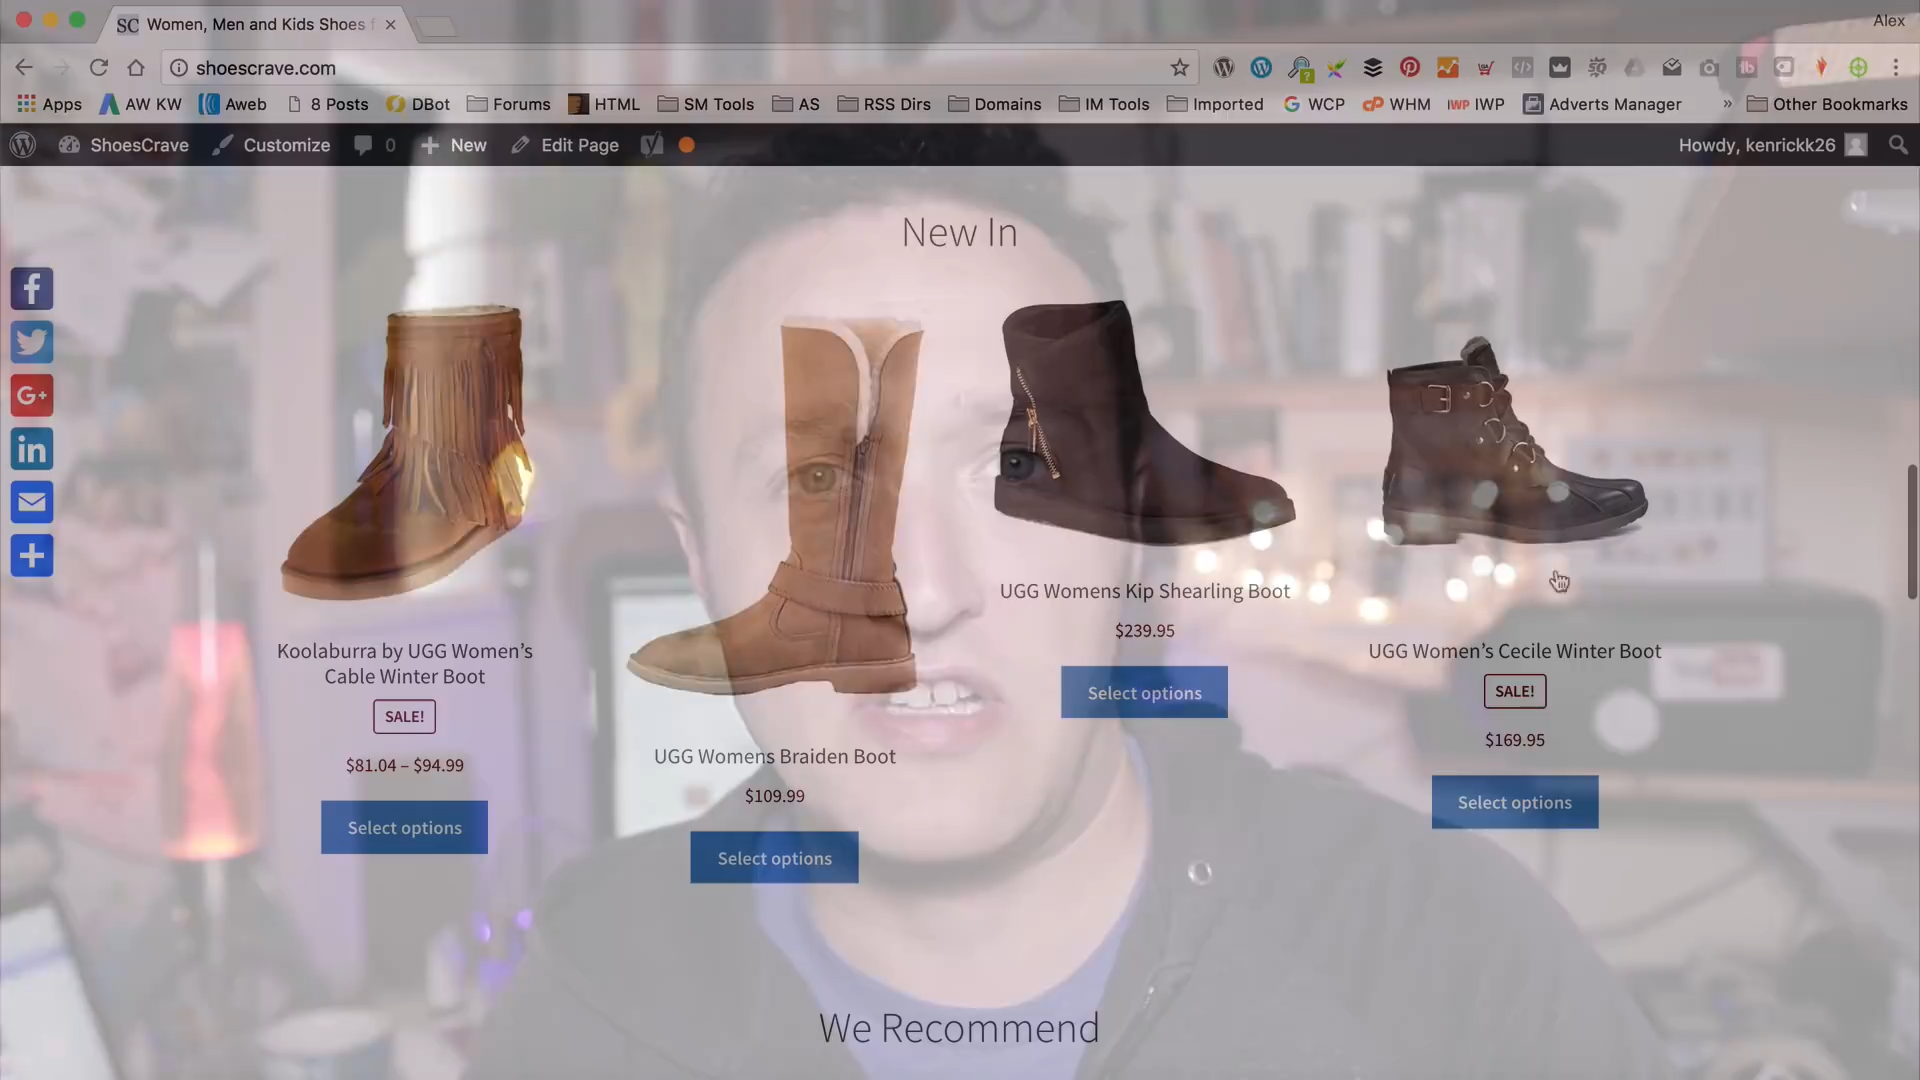 Alex
SC Women, Men and Kids Shoes f
shoescrave.com
Apps AW KW Aweb 8 Posts DBot Forums HTML SM Tools AS RSS Dirs Domains IM Tools Imported G WCP cP WHM IWP IWP Adverts Manager » Other Bookmarks
ShoesCrave Customize 0 New Edit Page Howdy, kenrickk26
New In
f
G+
in
Koolaburra by UGG Women’s
Cable Winter Boot
SALE!
$81.04 – $94.99
Select options
UGG Womens Braiden Boot
$109.99
Select options
UGG Womens Kip Shearling Boot
$239.95
Select options
UGG Women’s Cecile Winter Boot
SALE!
$169.95
Select options
We Recommend